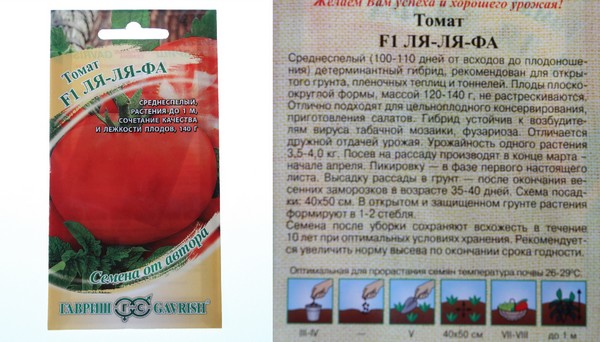 Томат
F1 ЛЯ-ЛЯ-ФА
СРЕДНЕСПЕЛЫЙ,
РАСТЕНИЯ ДО 1 М,
СОЧЕТАНИЕ КАЧЕСТВА
И ЛЕЖКОСТИ ПЛОДОВ, 140 Г
Семена от автора
ГАВРИШ GAVRISH
Желаем Вам успеха и хорошего урожая!
Томат
F1 ЛЯ-ЛЯ-ФА
Среднеспелый (100-110 дней от всходов до плодоноше-
ния) детерминантный гибрид, рекомендован для откры-
того грунта, пленочных теплиц и тоннелей. Плоды плоско-
округлой формы, массой 120-140 г, не растрескиваются.
Отлично подходят для цельноплодного консервирования,
приготовления салатов. Гибрид устойчив к возбудите-
лям вируса табачной мозаики, фузариоза. Отличается
дружной отдачей урожая. Урожайность одного растения
3,5-4,0 кг. Посев на рассаду производят в конце марта -
начале апреля. Пикировку — в фазе первого настоящего
листа. Высадку рассады в грунт — после окончания ве-
сенних заморозков в возрасте 35-40 дней. Схема посад-
ки: 40х50 см. В открытом и защищенном грунте растения
формируют в 1-2 стебля.
Семена после уборки сохраняют всхожесть в течение
10 лет при оптимальных условиях хранения. Рекомендует-
ся увеличить норму высева по окончании срока годности.
Оптимальная для прорастания семян температура почвы 26-29°С.
III-IV — V 40х50 см VII-VIII до 1 м